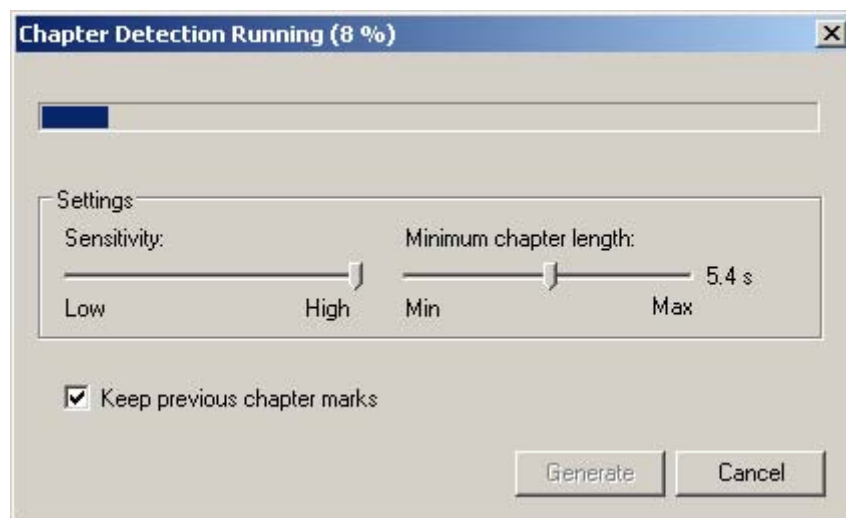 Chapter Detection Running (8 %)
Settings
Sensitivity: Minimum chapter length:
5.4 s
Low High Min Max
Keep previous chapter marks
Generate Cancel